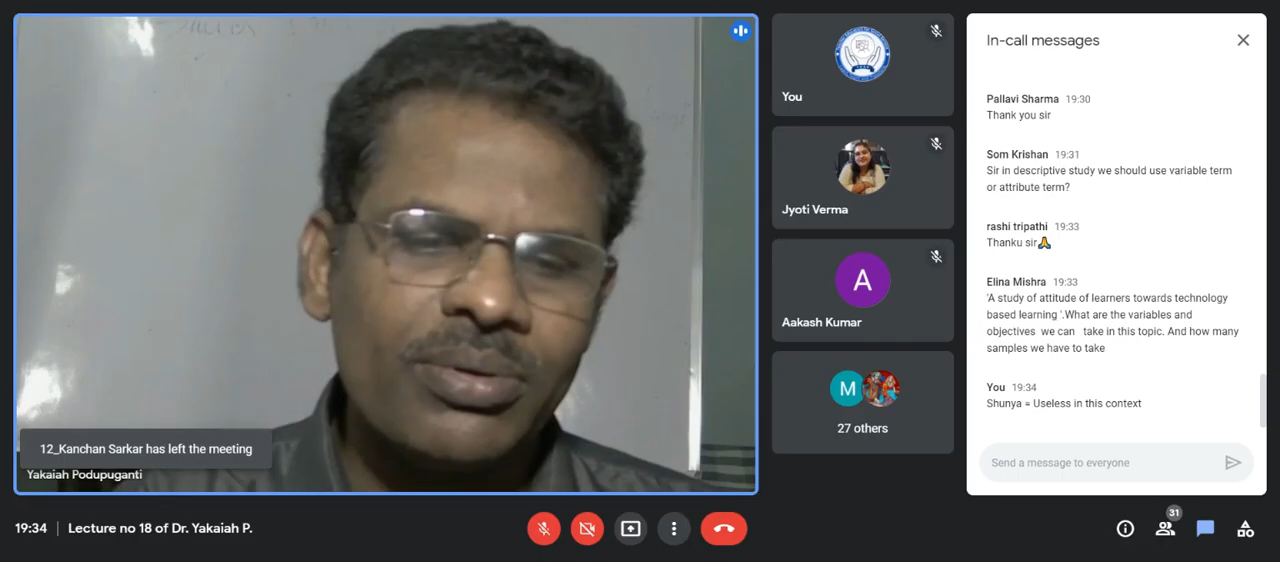 You
Jyoti Verma
A
Aakash Kumar
M
27 others
12_Kanchan Sarkar has left the meeting
Yakaiah Podupuganti
In-call messages
Pallavi Sharma 19:30
Thank you sir
Som Krishan 19:31
Sir in descriptive study we should use variable term
or attribute term?
rashi tripathi 19:33
Thanku sir🙏
Elina Mishra 19:33
'A study of attitude of learners towards technology
based learning '.What are the variables and
objectives we can take in this topic. And how many
samples we have to take
You 19:34
Shunya = Useless in this context
Send a message to everyone
19:34 | Lecture no 18 of Dr. Yakaiah P.
31